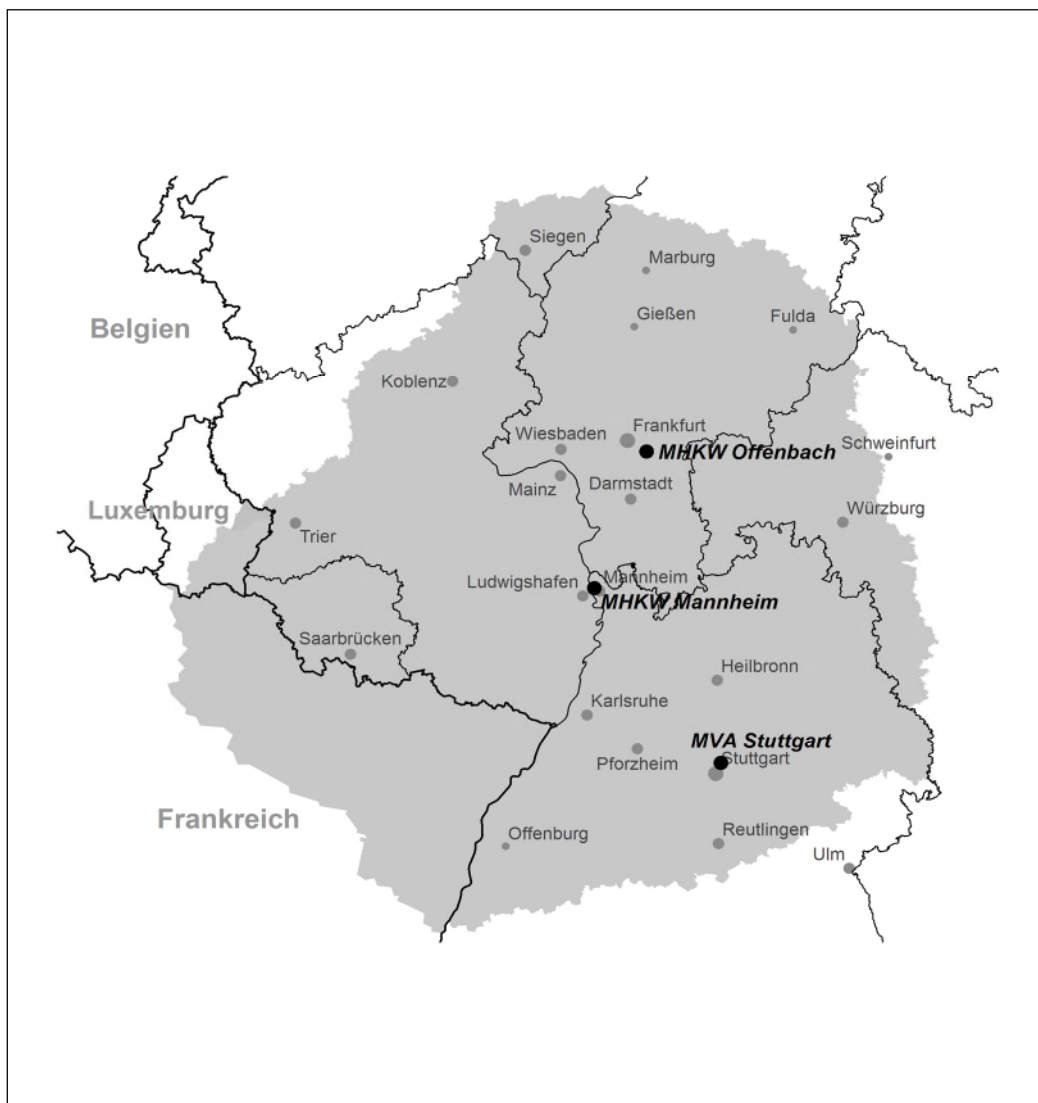 Siegen
Marburg
Belgien
Gießen
Fulda
Koblenz
Frankfurt
Wiesbaden
MHKW Offenbach
Schweinfurt
Mainz
Darmstadt
Luxemburg
Würzburg
Trier
Ludwigshafen
Mannheim
MHKW Mannheim
Saarbrücken
Heilbronn
Karlsruhe
MVA Stuttgart
Stuttgart
Pforzheim
Frankreich
Offenburg
Reutlingen
Ulm